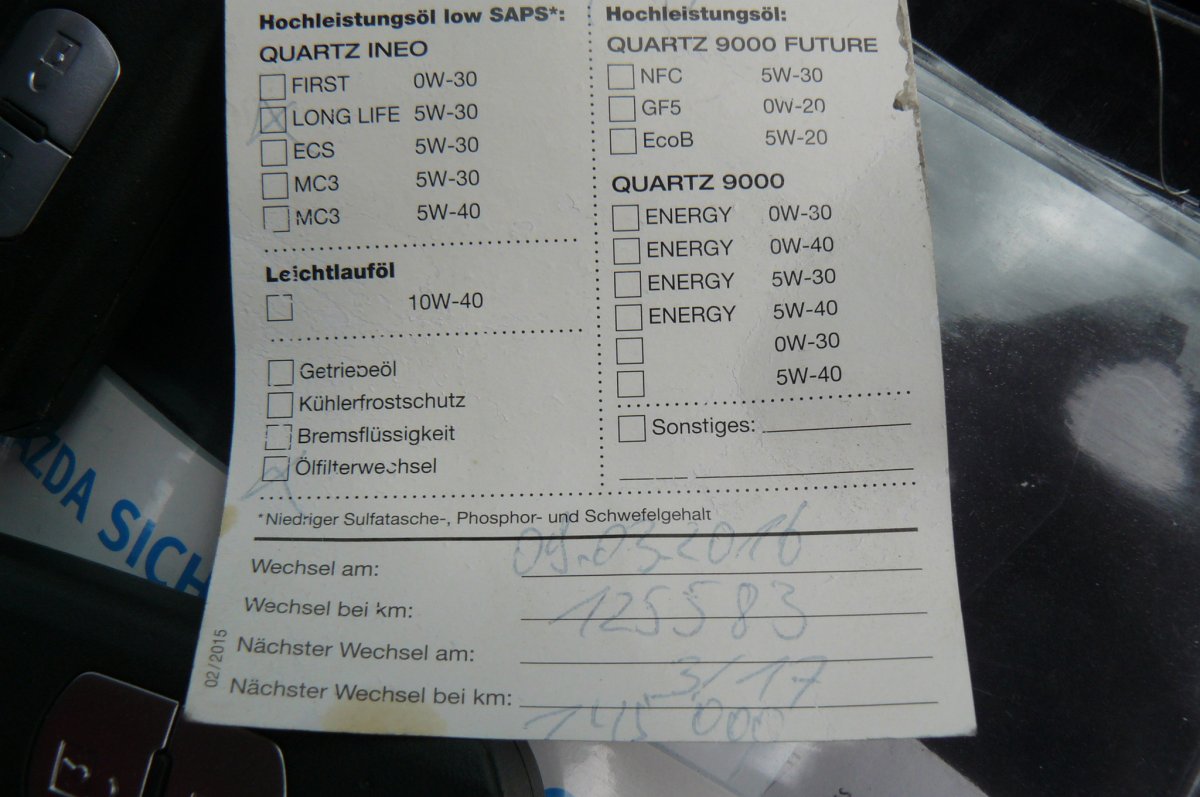 Hochleistungsöl low SAPS*:
QUARTZ INEO
FIRST 0W-30
LONG LIFE 5W-30
ECS 5W-30
MC3 5W-30
MC3 5W-40
Leichtlauföl
10W-40
Getriebeöl
Kühlerfrostschutz
Bremsflüssigkeit
Ölfilterwechsel
Hochleistungsöl:
QUARTZ 9000 FUTURE
NFC 5W-30
GF5 0W-20
EcoB 5W-20
QUARTZ 9000
ENERGY 0W-30
ENERGY 0W-40
ENERGY 5W-30
ENERGY 5W-40
0W-30
5W-40
Sonstiges:
*Niedriger Sulfatasche-, Phosphor- und Schwefelgehalt
Wechsel am: 09.03.2016
Wechsel bei km: 125583
Nächster Wechsel am: 3/17
Nächster Wechsel bei km: 145.000
02/2015
AZDA SICH